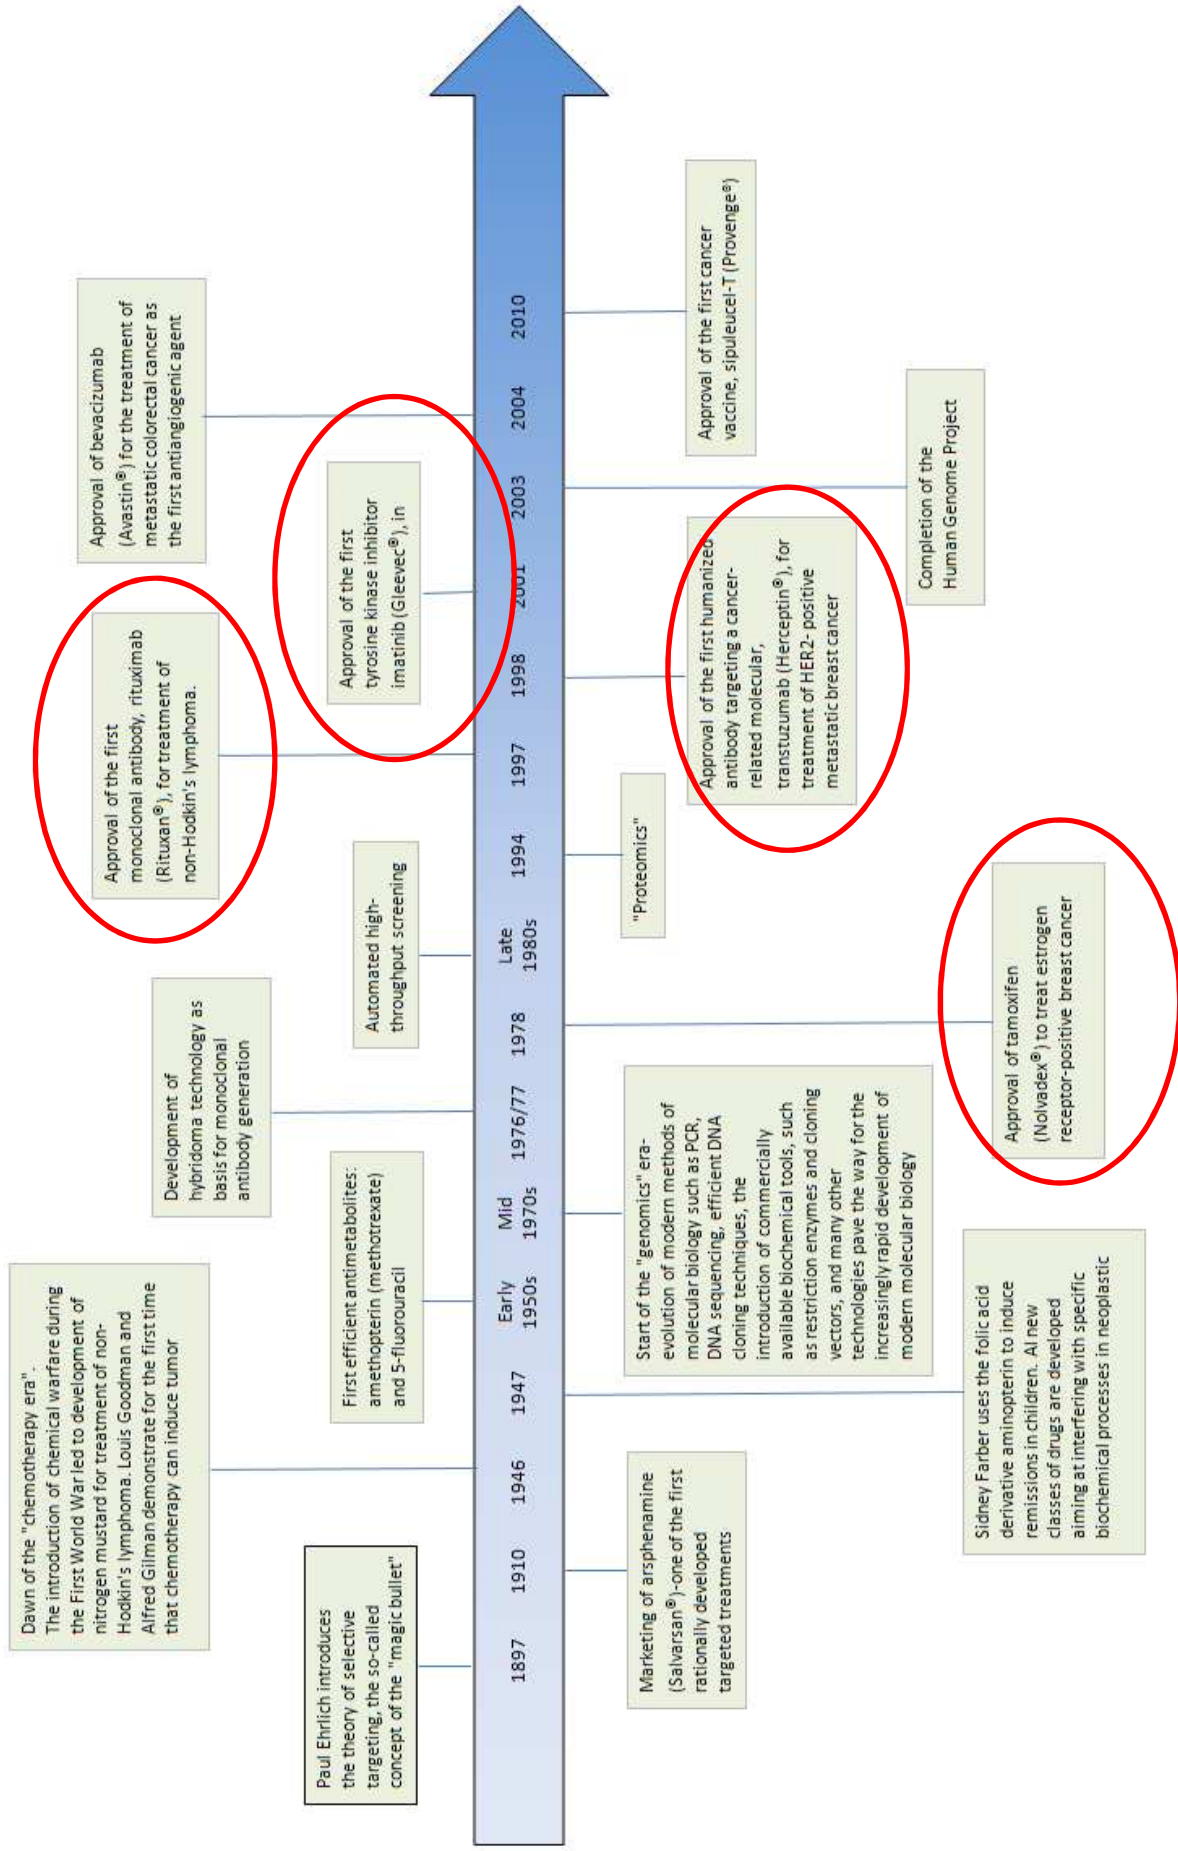 Dawn of the "chemotherapy era".
The introduction of chemical warfare during
the First World War led to development of
nitrogen mustard for treatment of non-
Hodkin's lymphoma. Louis Goodman and
Alfred Gilman demonstrate for the first time
that chemotherapy can induce tumor
Development of
hybridoma technology as
basis for monoclonal
antibody generation
Approval of the first
monoclonal antibody, rituximab
(Rituxan®), for treatment of
non-Hodkin's lymphoma.
Approval of bevacizumab
(Avastin®) for the treatment of
metastatic colorectal cancer as
the first antiangiogenic agent
Paul Ehrlich introduces
the theory of selective
targeting, the so-called
concept of the "magic bullet"
First efficient antimetabolites:
amethopterin (methotrexate)
and 5-fluorouracil
Automated high-
throughput screening
Approval of the first
tyrosine kinase inhibitor
imatinib (Gleevec®), in
1897
1910
1946
1947
Early
1950s
Mid
1970s
1976/77
1978
Late
1980s
1994
1997
1998
2001
2003
2004
2010
Marketing of arsphenamine
(Salvarsan®)-one of the first
rationally developed
targeted treatments
Start of the "genomics" era-
evolution of modern methods of
molecular biology such as PCR,
DNA sequencing, efficient DNA
cloning techniques, the
introduction of commercially
available biochemical tools, such
as restriction enzymes and cloning
vectors, and many other
technologies pave the way for the
increasingly rapid development of
modern molecular biology
"Proteomics"
Approval of the first humanized
antibody targeting a cancer-
related molecular,
transtuzumab (Herceptin®), for
treatment of HER2- positive
metastatic breast cancer
Approval of the first cancer
vaccine, sipuleucel-T (Provenge®)
Sidney Farber uses the folic acid
derivative aminopterin to induce
remissions in children. Al new
classes of drugs are developed
aiming at interfering with specific
biochemical processes in neoplastic
Approval of tamoxifen
(Nolvadex®) to treat estrogen
receptor-positive breast cancer
Completion of the
Human Genome Project